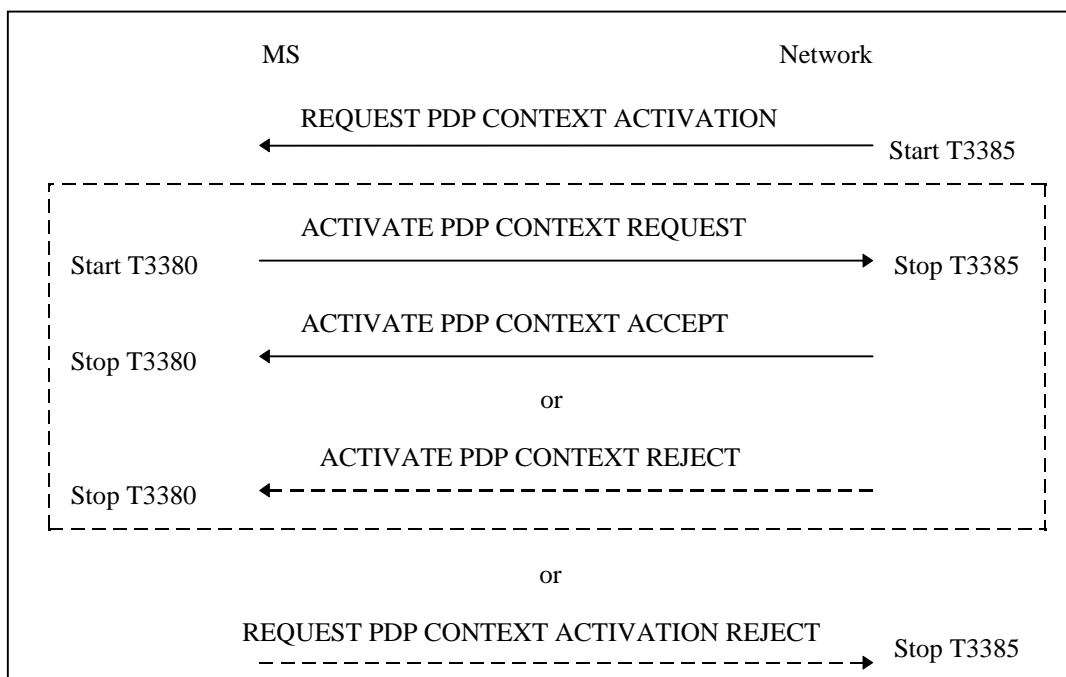 MS Network
REQUEST PDP CONTEXT ACTIVATION
Start T3385
ACTIVATE PDP CONTEXT REQUEST
Start T3380 Stop T3385
ACTIVATE PDP CONTEXT ACCEPT
Stop T3380
or
ACTIVATE PDP CONTEXT REJECT
Stop T3380
or
REQUEST PDP CONTEXT ACTIVATION REJECT
Stop T3385